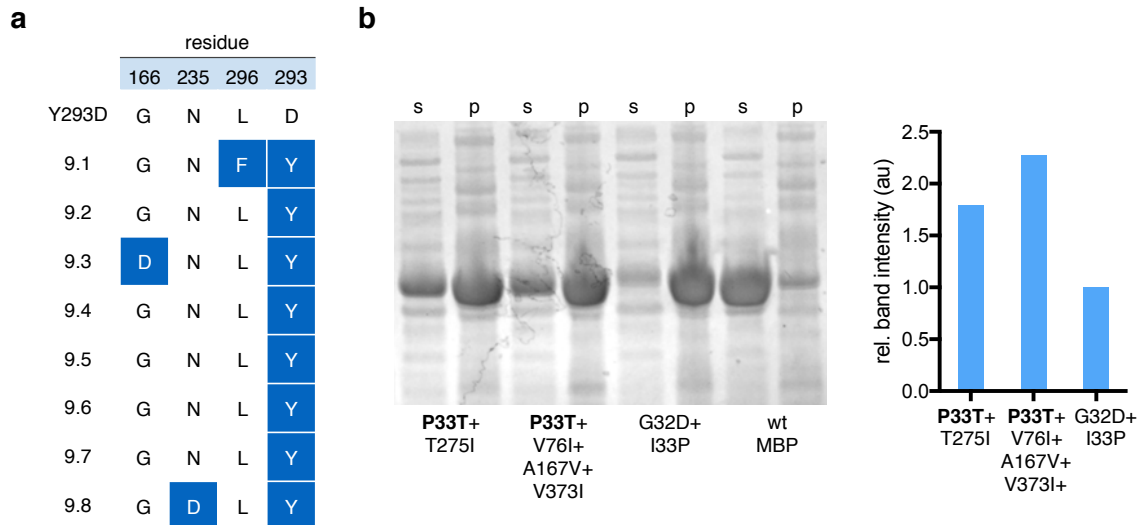 a
residue
166 235 296 293
Y293D G N L D
9.1 G N F Y
9.2 G N L Y
9.3 D N L Y
9.4 G N L Y
9.5 G N L Y
9.6 G N L Y
9.7 G N L Y
9.8 G D L Y
b
s p s p s p s p
P33T+
T275I
P33T+
V76I+
A167V+
V373I
G32D+
I33P
wt
MBP
rel. band intensity (au)
2.5
2.0
1.5
1.0
0.5
0.0
P33T+
T275I
P33T+
V76I+
A167V+
V373I+
G32D+
I33P